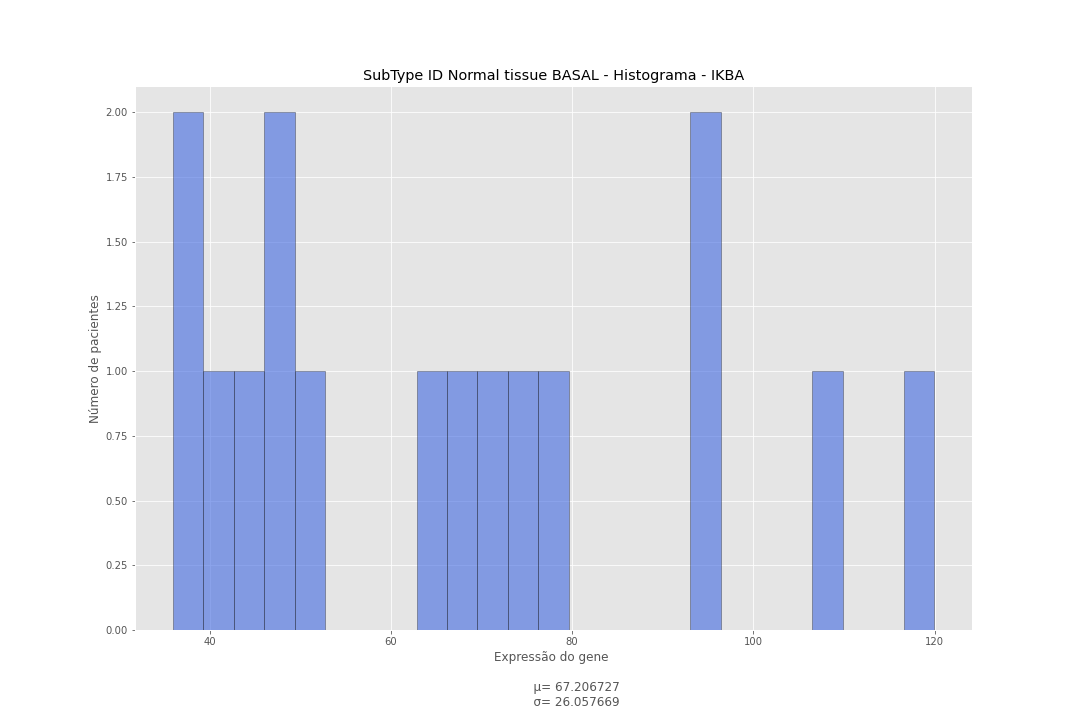 SubType ID Normal tissue BASAL - Histograma - IKBA
Número de pacientes
2.00
1.75
1.50
1.25
1.00
0.75
0.50
0.25
0.00
40 60 80 100 120
Expressão do gene
μ= 67.206727
σ= 26.057669